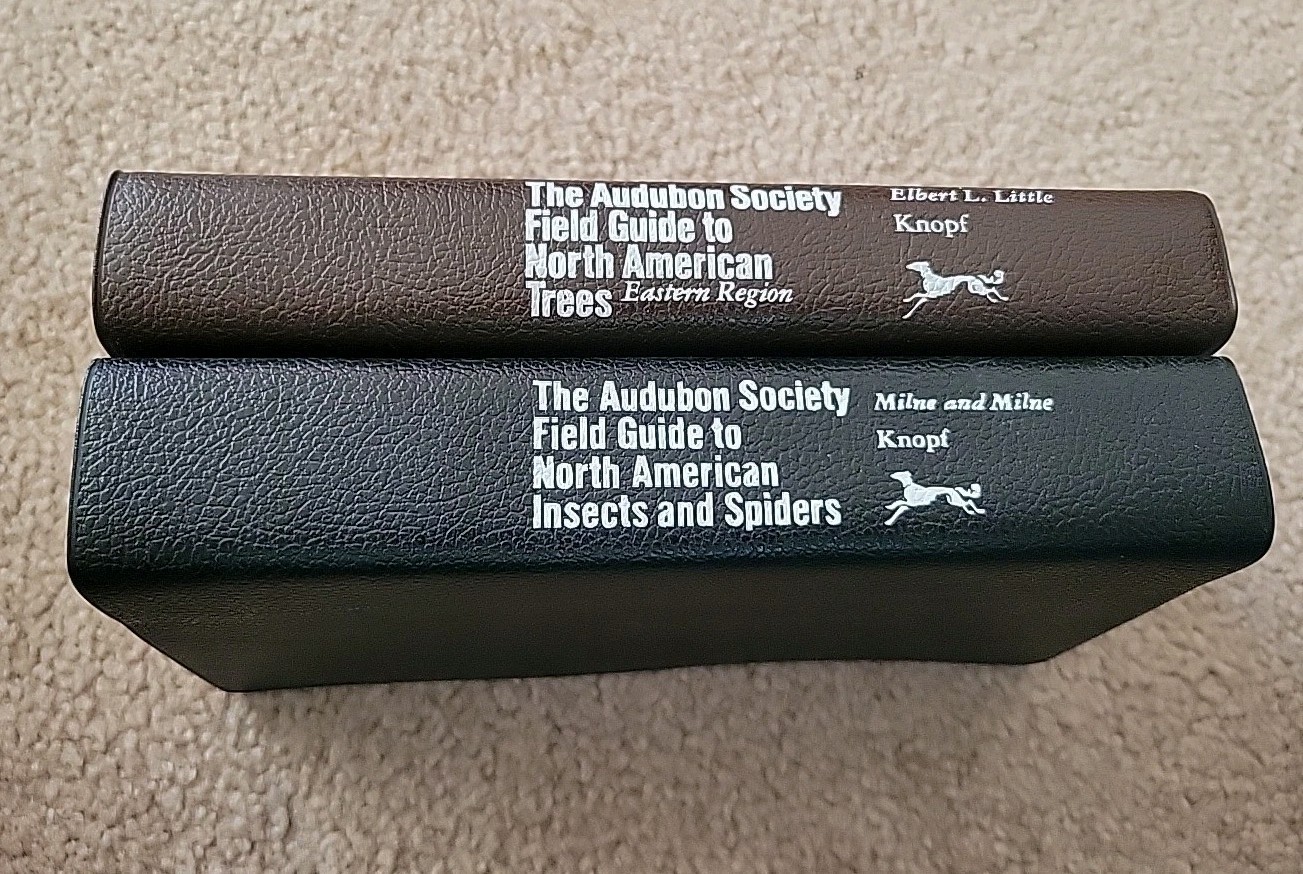 The Audubon Society
Field Guide to
North American
Trees Eastern Region
Elbert L. Little
Knopf
The Audubon Society
Field Guide to
North American
Insects and Spiders
Milne and Milne
Knopf